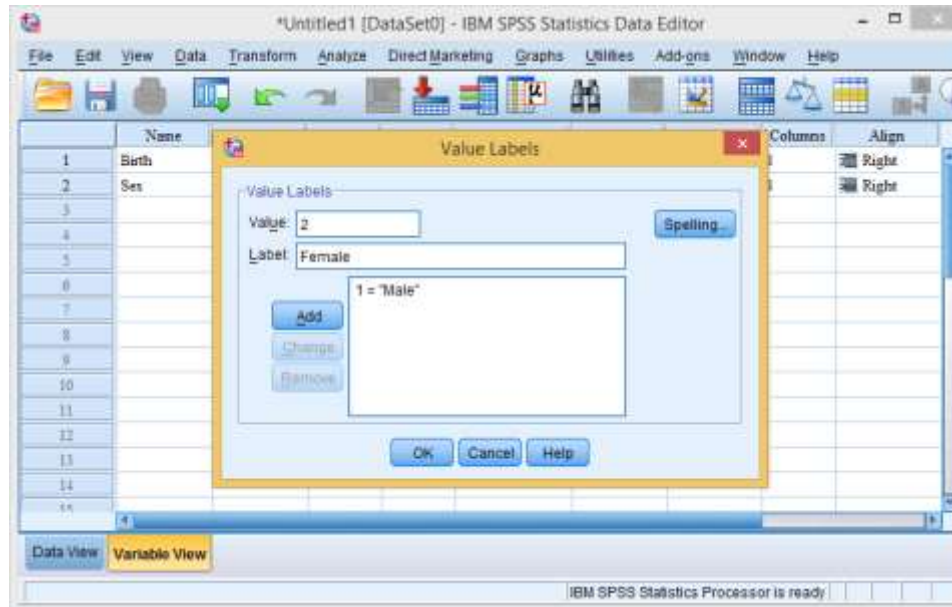 *Untitled1 [DataSet0] - IBM SPSS Statistics Data Editor
File Edit View Data Transform Analyze Direct Marketing Graphs Utilities Add-ons Window Help
Name Columns Align
1 Birth Right
2 Sex Right
3
4
5
6
7
8
9
10
11
12
13
14
Value Labels
Value Labels
Value: 2
Spelling...
Label: Female
1 = "Male"
Add
Change
Remove
OK Cancel Help
Data View Variable View
IBM SPSS Statistics Processor is ready